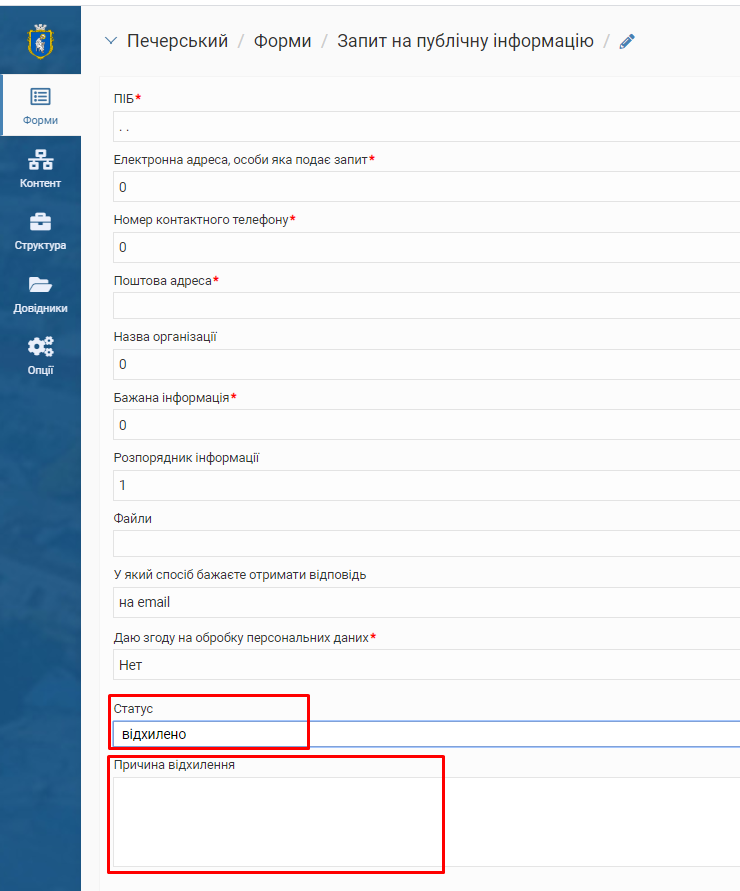 Печерський / Форми / Запит на публічну інформацію /
Форми
Контент
Структура
Довідники
Опції
ПІБ*
. .
Електронна адреса, особи яка подає запит*
0
Номер контактного телефону*
0
Поштова адреса*
Назва організації
0
Бажана інформація*
0
Розпорядник інформації
1
Файли
У який спосіб бажаєте отримати відповідь
на email
Даю згоду на обробку персональних даних*
Нет
Статус
відхилено
Причина відхилення